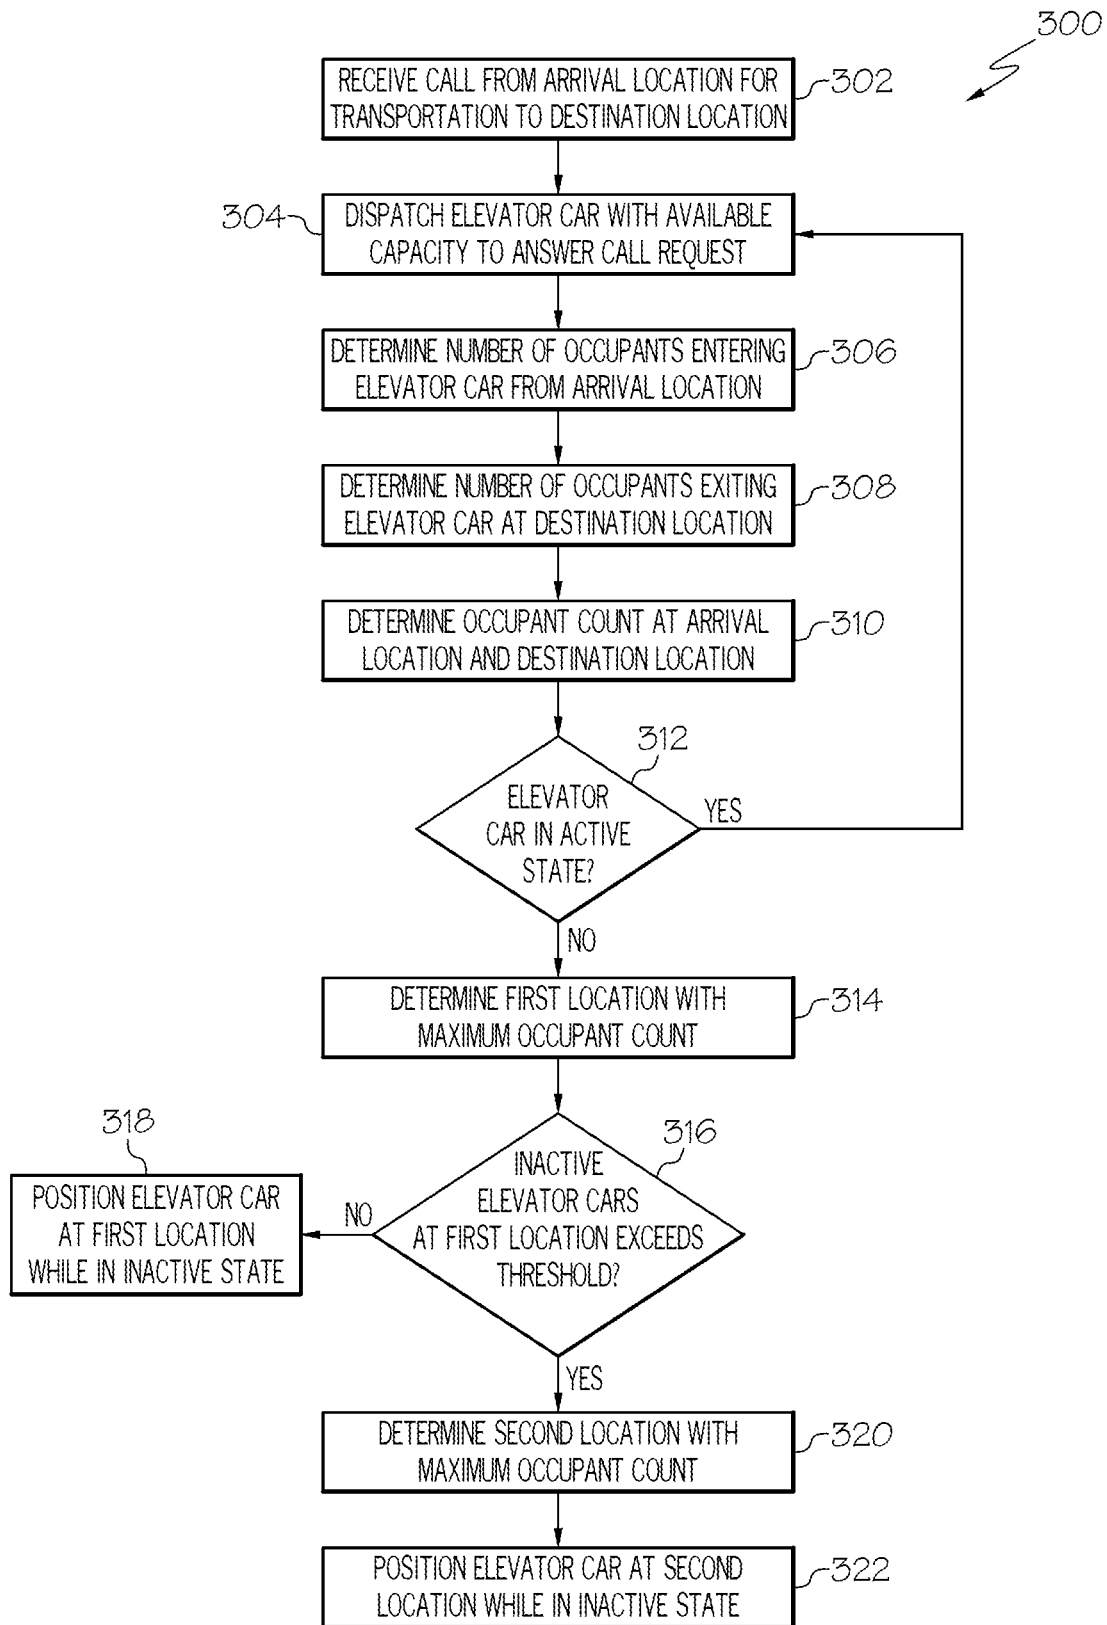 300
RECEIVE CALL FROM ARRIVAL LOCATION FOR
TRANSPORTATION TO DESTINATION LOCATION
302
304
DISPATCH ELEVATOR CAR WITH AVAILABLE
CAPACITY TO ANSWER CALL REQUEST
DETERMINE NUMBER OF OCCUPANTS ENTERING
ELEVATOR CAR FROM ARRIVAL LOCATION
306
DETERMINE NUMBER OF OCCUPANTS EXITING
ELEVATOR CAR AT DESTINATION LOCATION
308
DETERMINE OCCUPANT COUNT AT ARRIVAL
LOCATION AND DESTINATION LOCATION
310
312
ELEVATOR
CAR IN ACTIVE
STATE?
YES
NO
DETERMINE FIRST LOCATION WITH
MAXIMUM OCCUPANT COUNT
314
316
INACTIVE
ELEVATOR CARS
AT FIRST LOCATION EXCEEDS
THRESHOLD?
NO
318
POSITION ELEVATOR CAR
AT FIRST LOCATION
WHILE IN INACTIVE STATE
YES
DETERMINE SECOND LOCATION WITH
MAXIMUM OCCUPANT COUNT
320
POSITION ELEVATOR CAR AT SECOND
LOCATION WHILE IN INACTIVE STATE
322